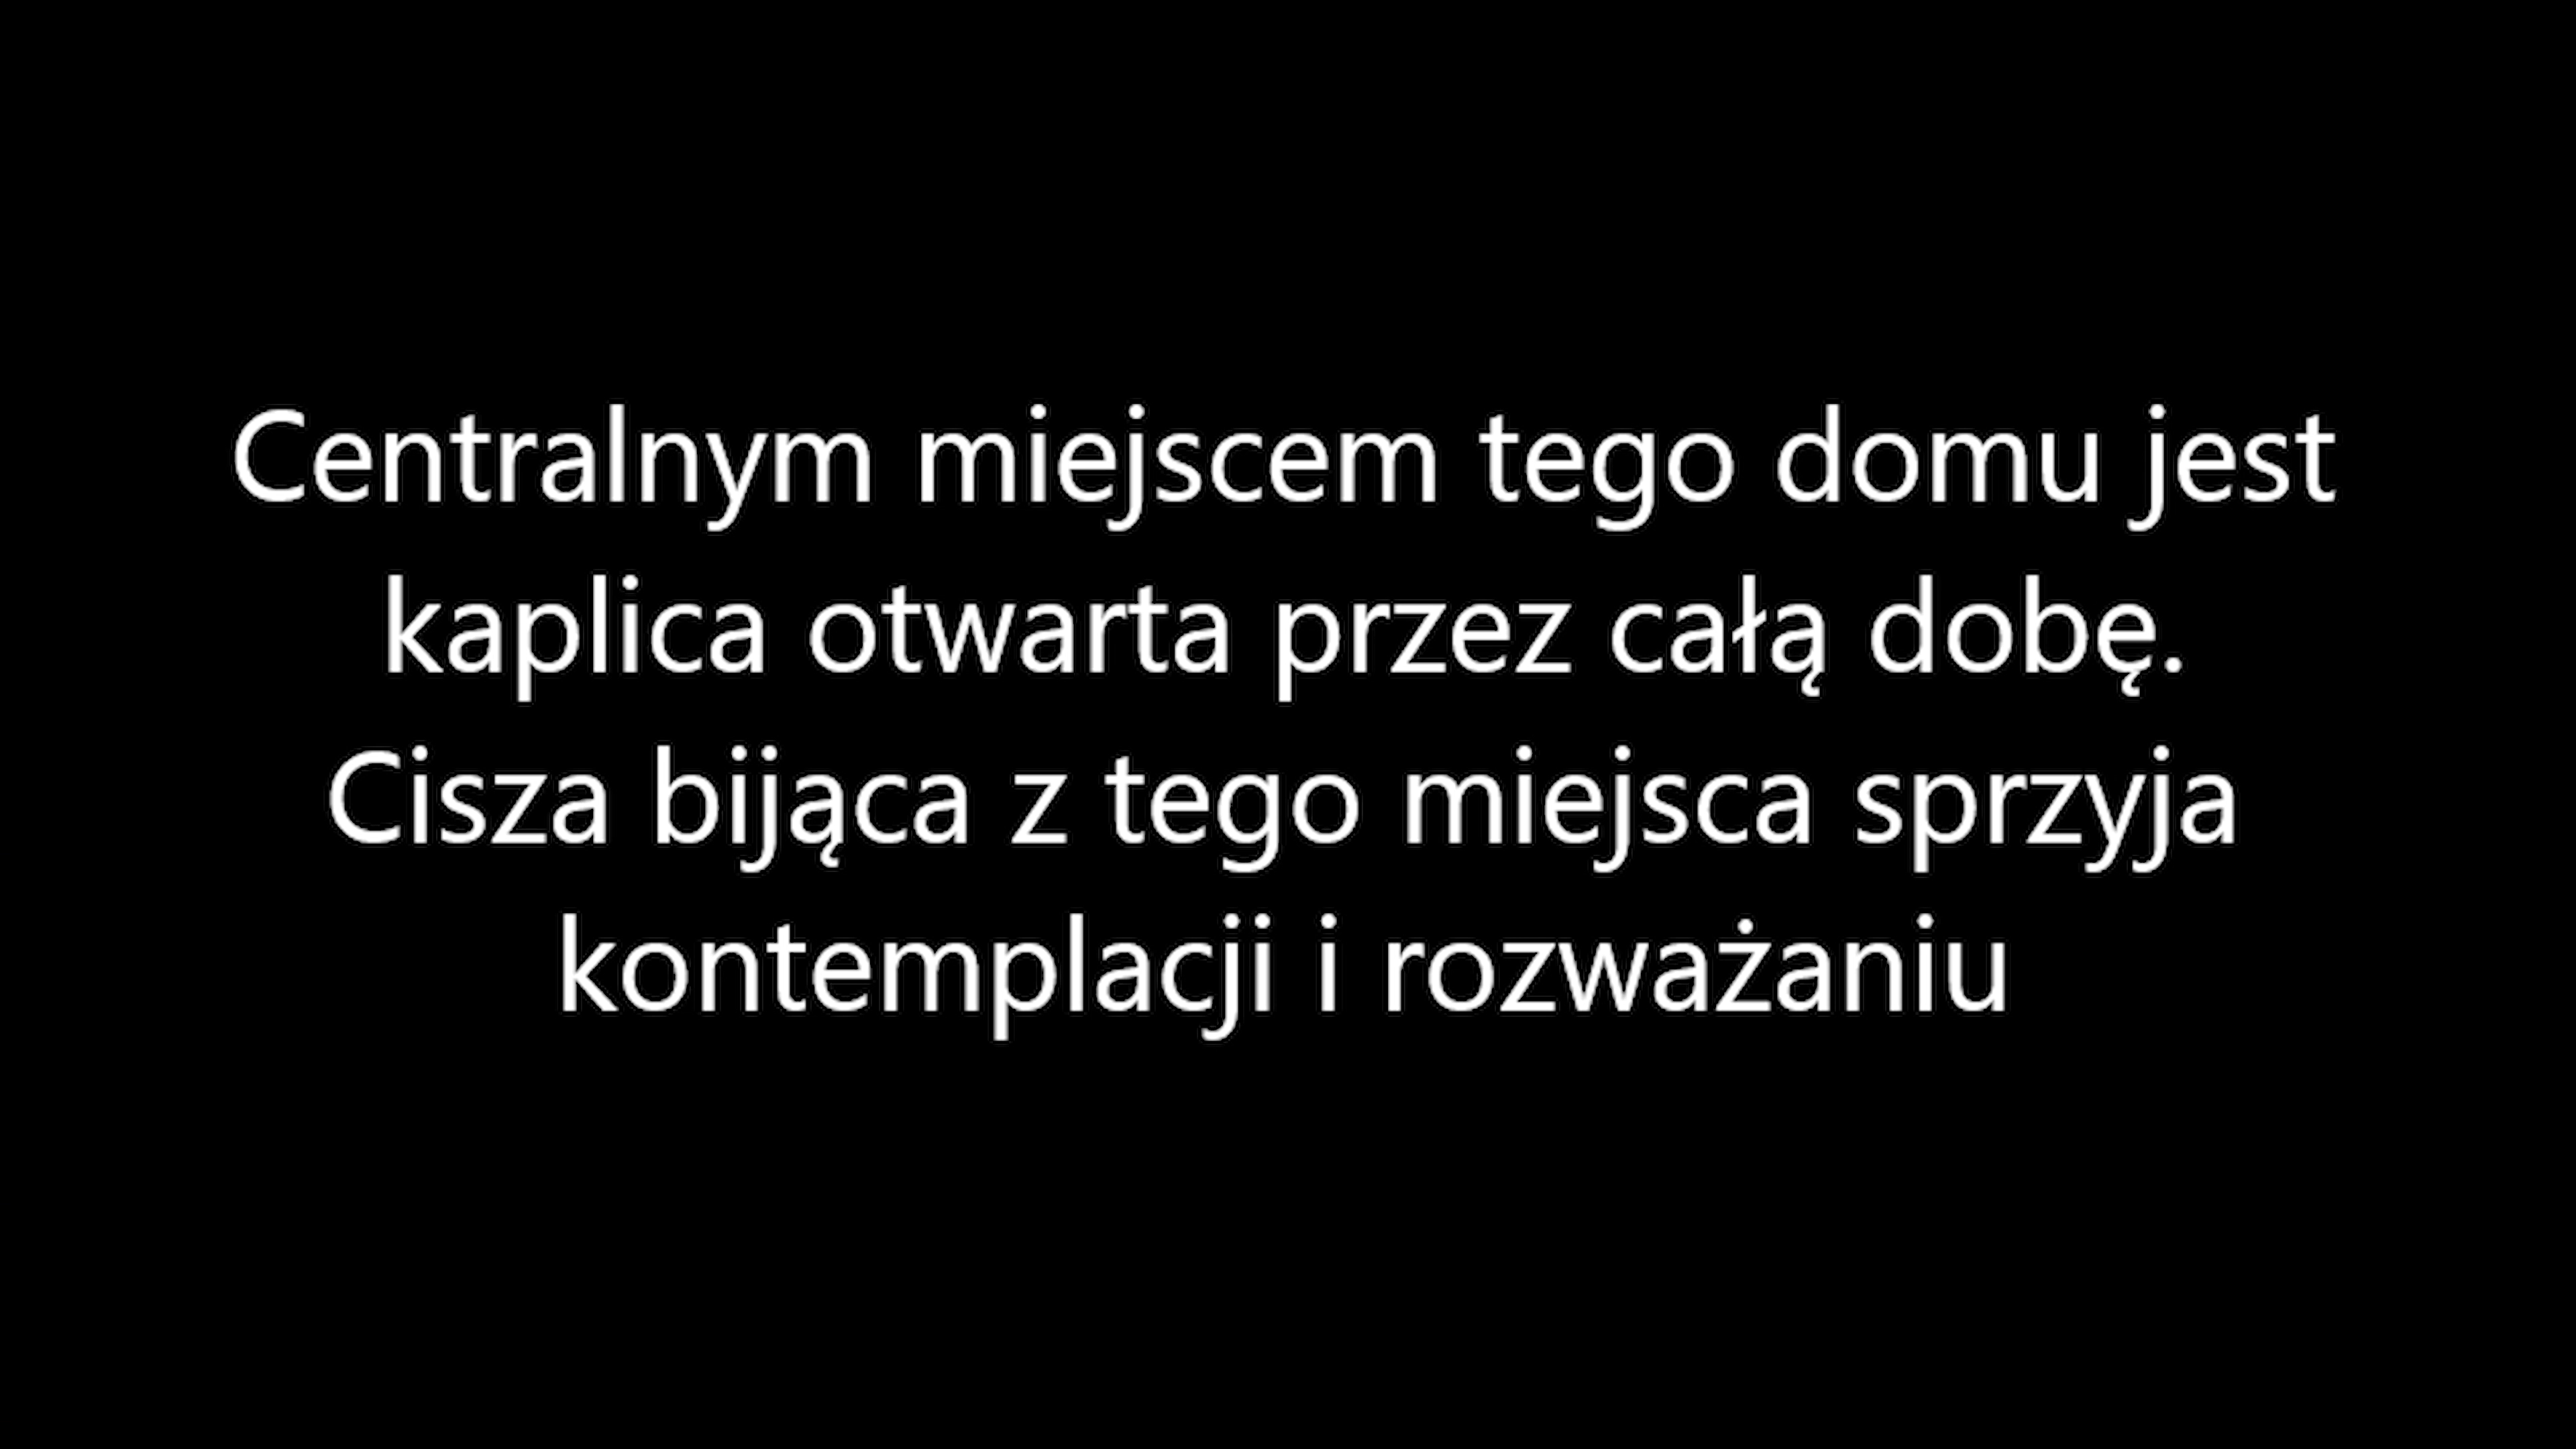 Centralnym miejscem tego domu jest
kaplica otwarta przez całą dobę.
Cisza bijąca z tego miejsca sprzyja
kontemplacji i rozważaniu